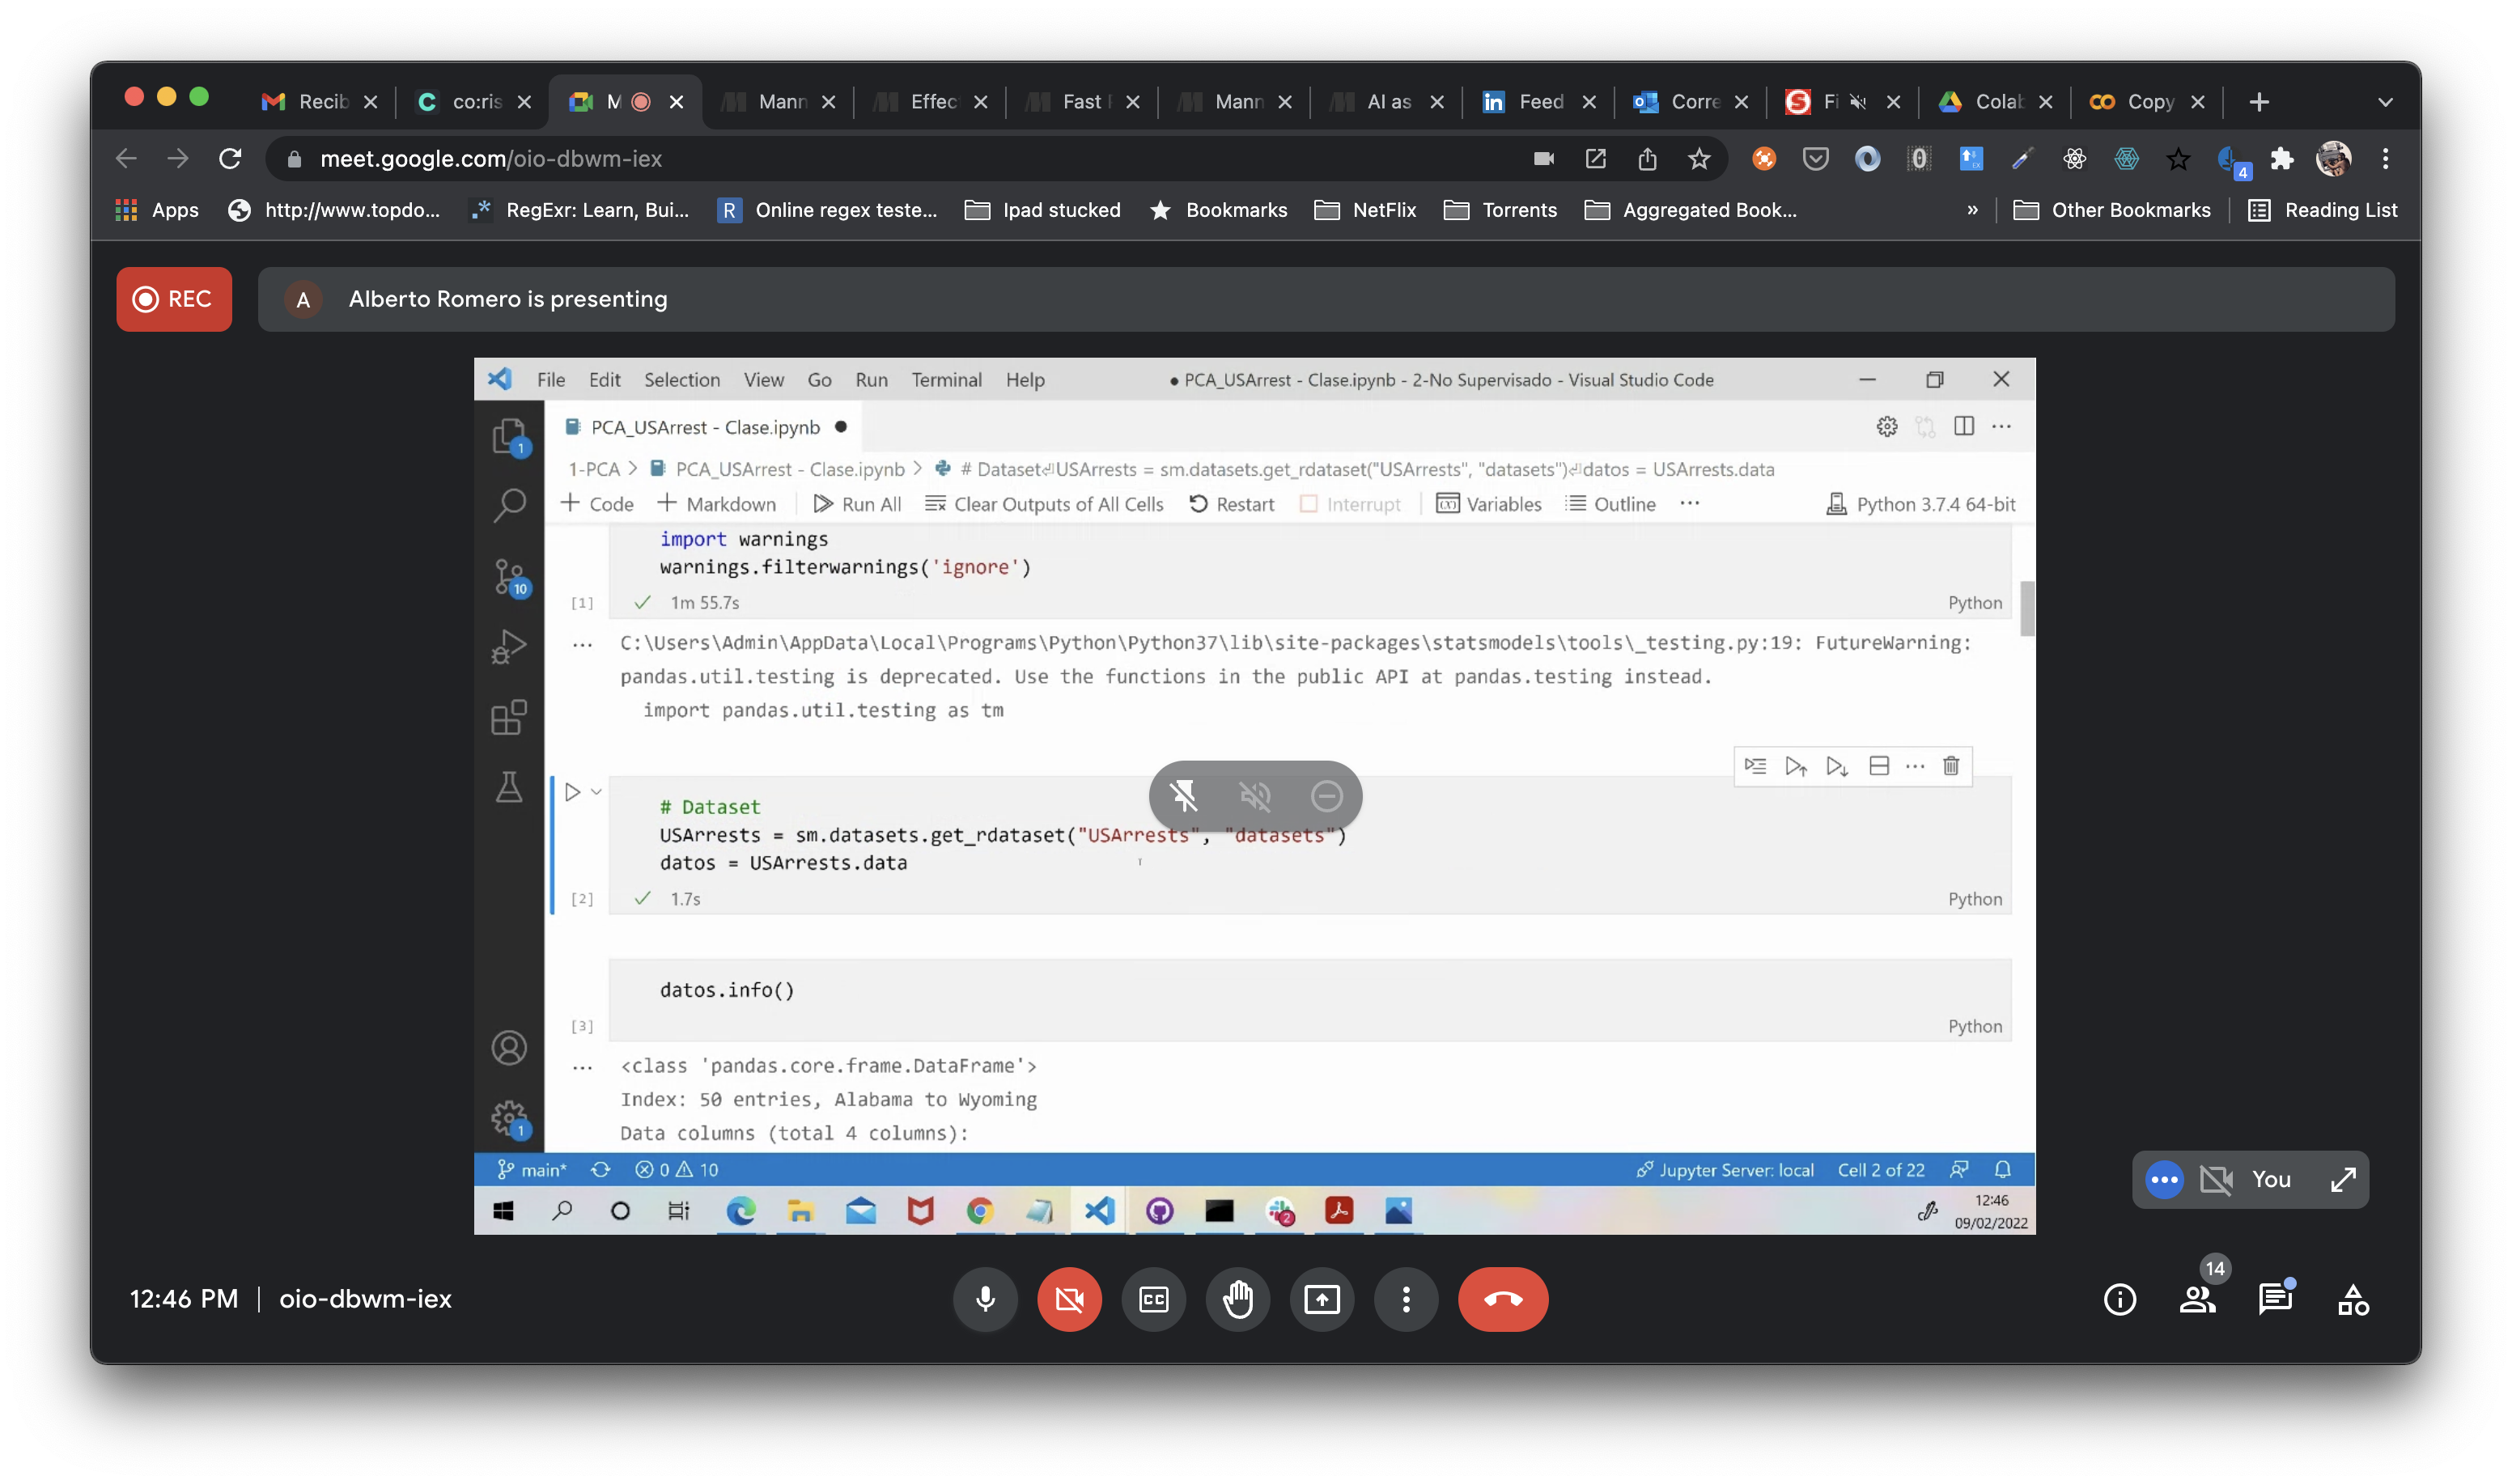 Recib
co:ris
M
Mann
Effec
Fast
Mann
AI as
Feed
Corre
Fi
Colab
Copy
meet.google.com/oio-dbwm-iex
4
Apps
http://www.topdo...
RegExr: Learn, Bui...
Online regex teste...
Ipad stucked
Bookmarks
NetFlix
Torrents
Aggregated Book...
»
Other Bookmarks
Reading List
REC
A
Alberto Romero is presenting
File Edit Selection View Go Run Terminal Help
● PCA_USArrest - Clase.ipynb - 2-No Supervisado - Visual Studio Code
PCA_USArrest - Clase.ipynb ●
1-PCA > PCA_USArrest - Clase.ipynb > # Dataset↵USArrests = sm.datasets.get_rdataset("USArrests", "datasets")↵datos = USArrests.data
+ Code + Markdown Run All Clear Outputs of All Cells Restart Interrupt Variables Outline ··· Python 3.7.4 64-bit
1
10
import warnings
warnings.filterwarnings('ignore')
[1] ✓ 1m 55.7s Python
... C:\Users\Admin\AppData\Local\Programs\Python\Python37\lib\site-packages\statsmodels\tools\_testing.py:19: FutureWarning:
pandas.util.testing is deprecated. Use the functions in the public API at pandas.testing instead.
import pandas.util.testing as tm
# Dataset
USArrests = sm.datasets.get_rdataset("USArrests", "datasets")
datos = USArrests.data
[2] ✓ 1.7s Python
datos.info()
[3] Python
... <class 'pandas.core.frame.DataFrame'>
Index: 50 entries, Alabama to Wyoming
Data columns (total 4 columns):
1
main* 0 10 Jupyter Server: local Cell 2 of 22
2
12:46
09/02/2022
You
12:46 PM | oio-dbwm-iex
CC
14